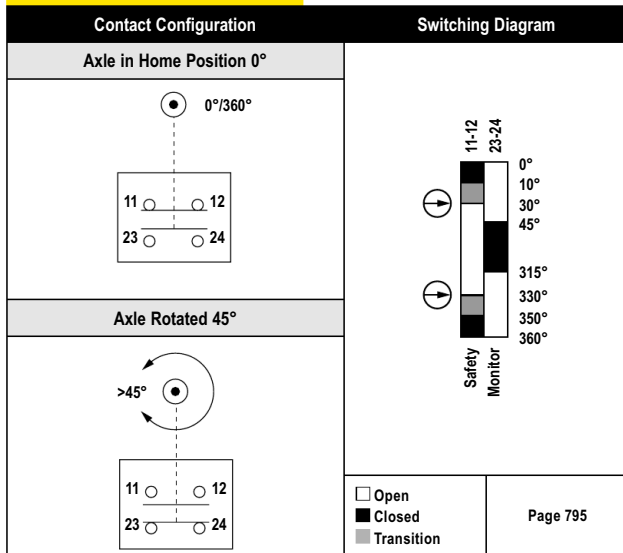 Contact Configuration
Switching Diagram
Axle in Home Position 0°
0°/360°
11 12
23 24
Axle Rotated 45°
>45°
11 12
23 24
11-12
23-24
0°
10°
30°
45°
315°
330°
350°
360°
Safety
Monitor
Open
Closed
Transition
Page 795